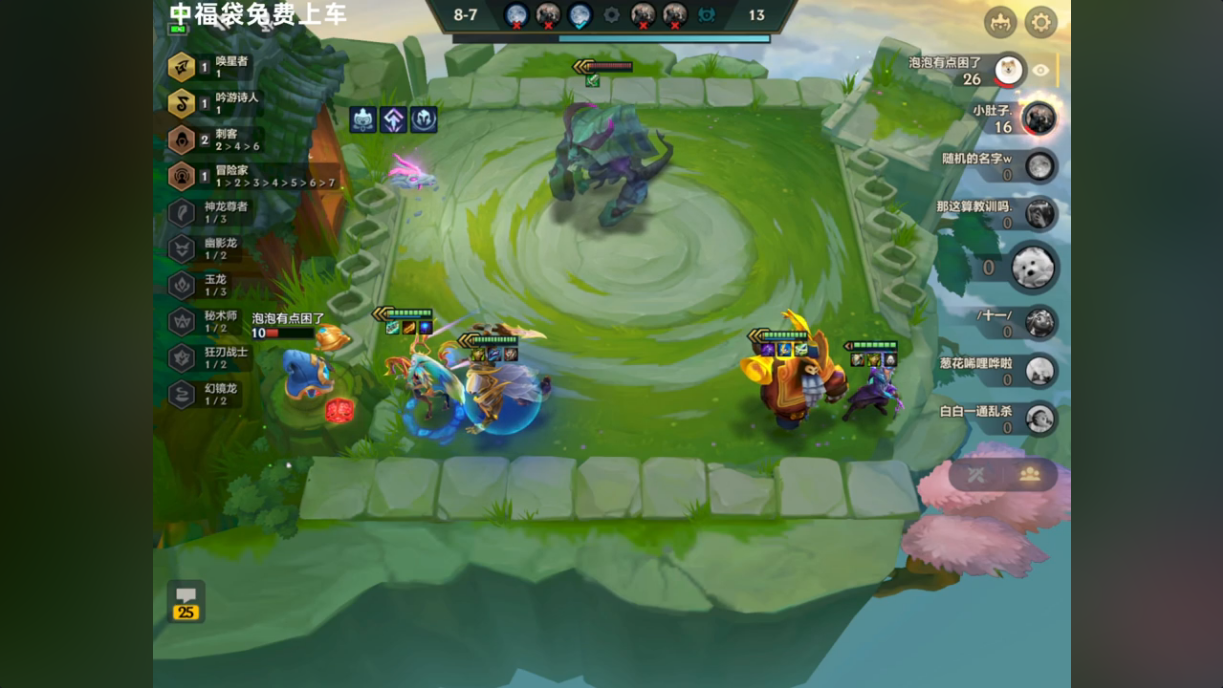 中福袋免费上车
8-7
13
1
唤星者
1
1
吟游诗人
1
2
刺客
2 > 4 > 6
1
冒险家
1 > 2 > 3 > 4 > 5 > 6 > 7
神龙尊者
1 / 3
幽影龙
1 / 2
玉龙
1 / 3
秘术师
1 / 2
狂刃战士
1 / 2
幻镜龙
1 / 2
泡泡有点困了
10
泡泡有点困了
26
小肚子.
16
随机的名字w
0
那这算教训吗.
0
0
/十一/
0
葱花唏哩哗啦
0
白白一通乱杀
0
25